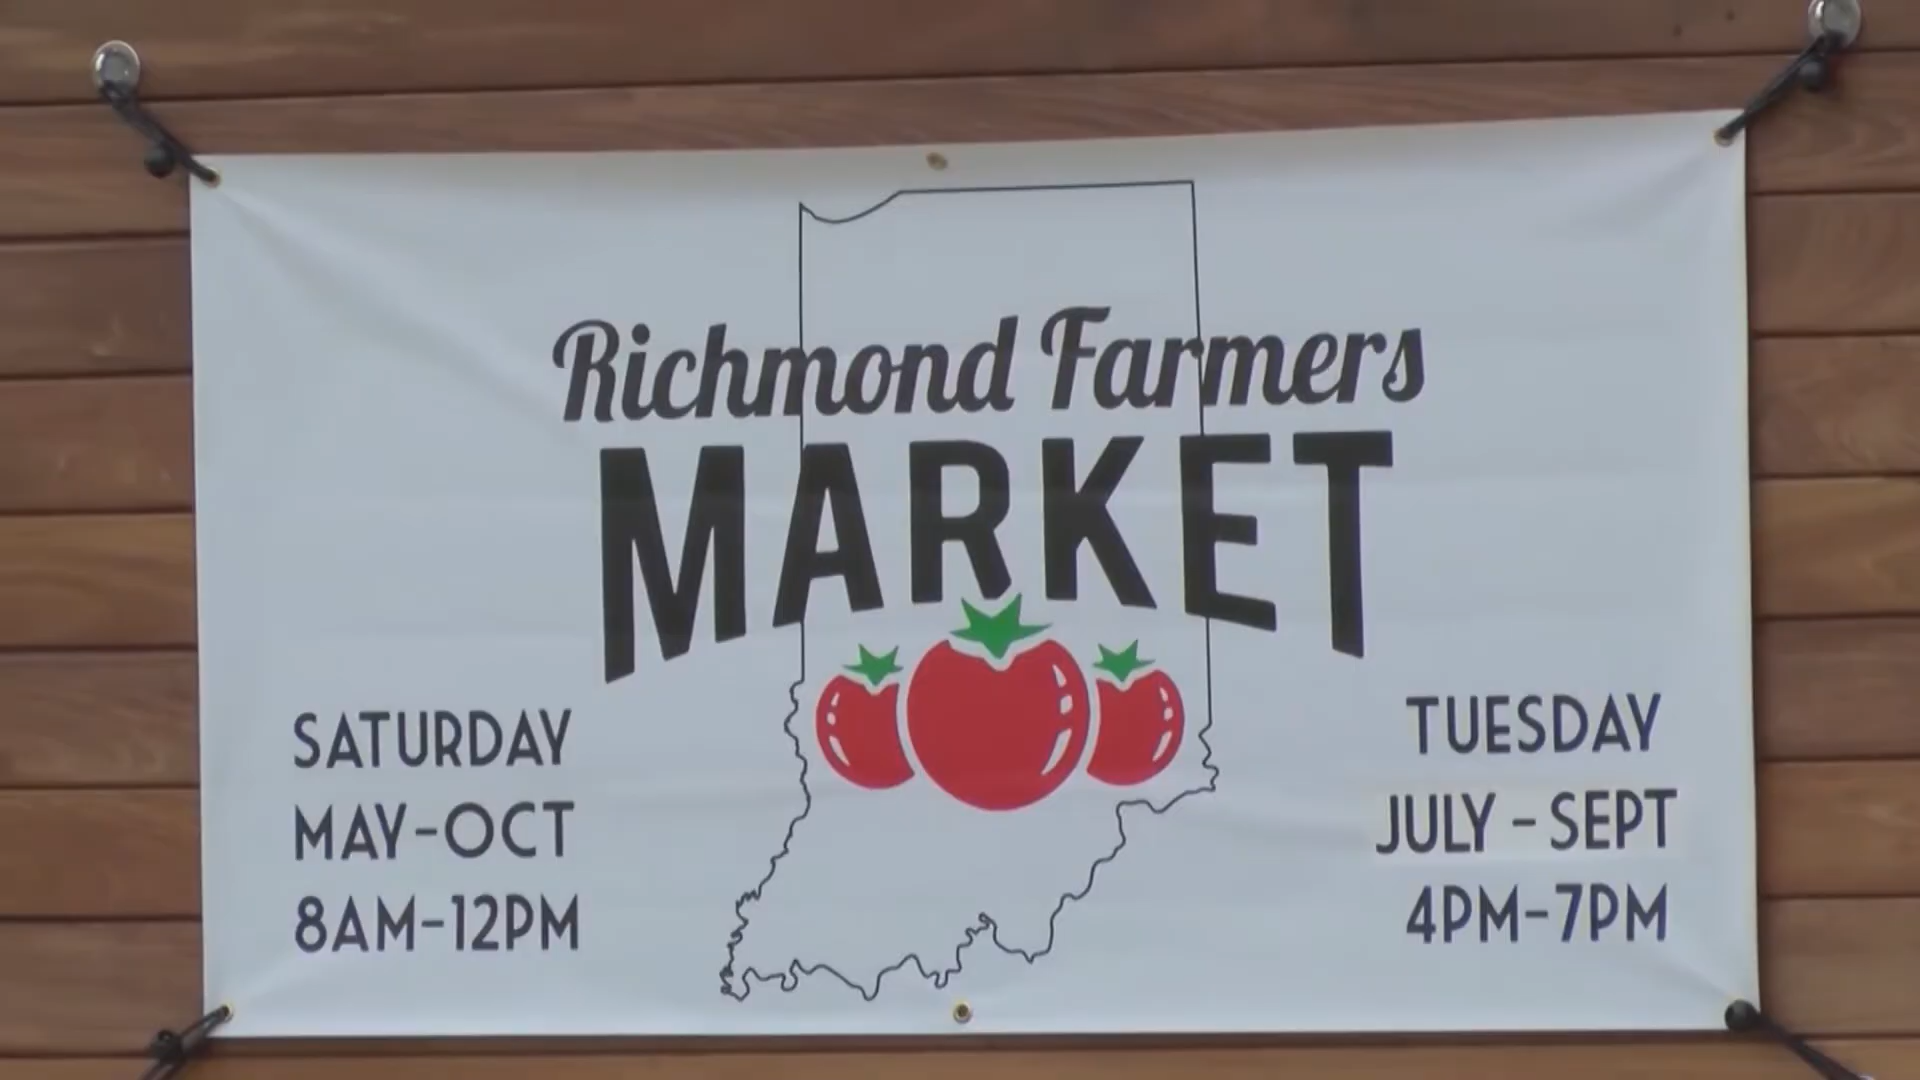 Richmond Farmers
MARKET
SATURDAY
MAY-OCT
8AM-12PM
TUESDAY
JULY - SEPT
4PM-7PM